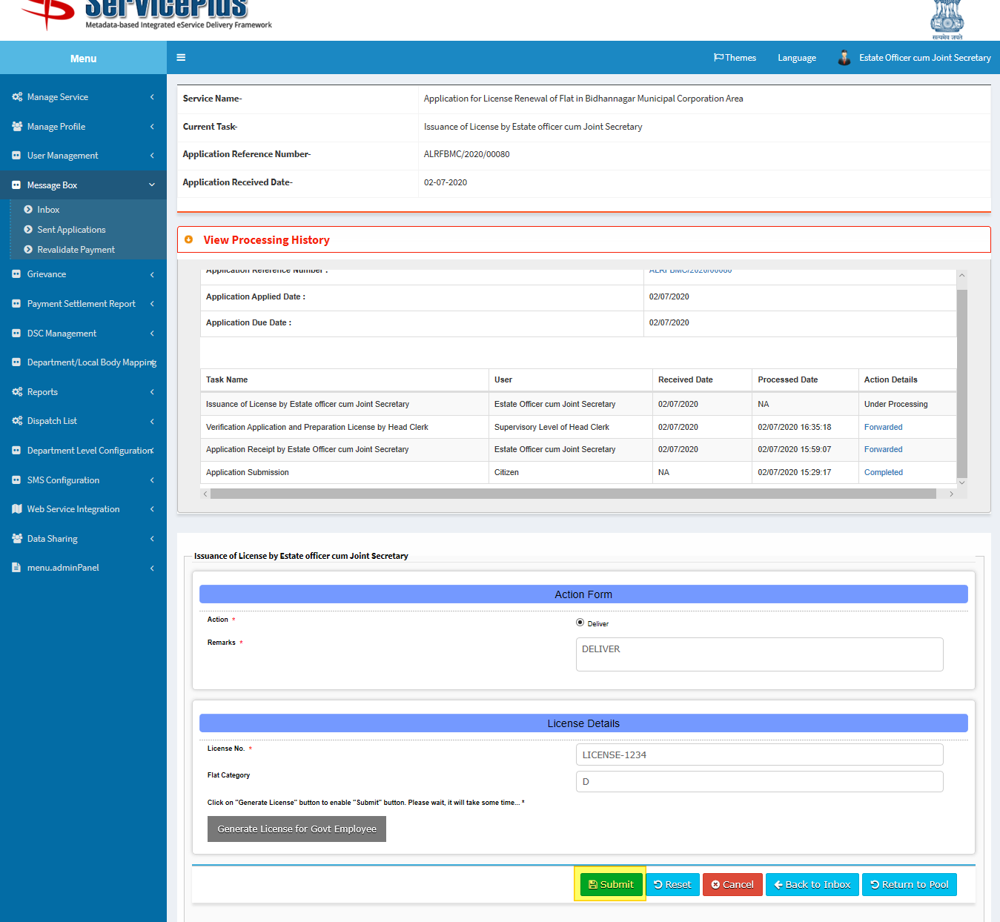 ServicePlus
Metadata-based Integrated eService Delivery Framework
सत्यमेव जयते
Menu
Themes
Language
Estate Officer cum Joint Secretary
Manage Service
Manage Profile
User Management
Message Box
Inbox
Sent Applications
Revalidate Payment
Grievance
Payment Settlement Report
DSC Management
Department/Local Body Mapping
Reports
Dispatch List
Department Level Configuration
SMS Configuration
Web Service Integration
Data Sharing
menu.adminPanel
Service Name- Application for License Renewal of Flat in Bidhannagar Municipal Corporation Area
Current Task- Issuance of License by Estate officer cum Joint Secretary
Application Reference Number- ALRFBMC/2020/00080
Application Received Date- 02-07-2020
View Processing History
Application Reference Number : ALRFBMC/2020/00080
Application Applied Date : 02/07/2020
Application Due Date : 02/07/2020
Task Name User Received Date Processed Date Action Details
Issuance of License by Estate officer cum Joint Secretary Estate Officer cum Joint Secretary 02/07/2020 NA Under Processing
Verification Application and Preparation License by Head Clerk Supervisory Level of Head Clerk 02/07/2020 02/07/2020 16:35:18 Forwarded
Application Receipt by Estate Officer cum Joint Secretary Estate Officer cum Joint Secretary 02/07/2020 02/07/2020 15:59:07 Forwarded
Application Submission Citizen NA 02/07/2020 15:29:17 Completed
Issuance of License by Estate officer cum Joint Secretary
Action Form
Action * Deliver
Remarks * DELIVER
License Details
License No. * LICENSE-1234
Flat Category D
Click on "Generate License" button to enable "Submit" button. Please wait, it will take some time... *
Generate License for Govt Employee
Submit Reset Cancel Back to Inbox Return to Pool